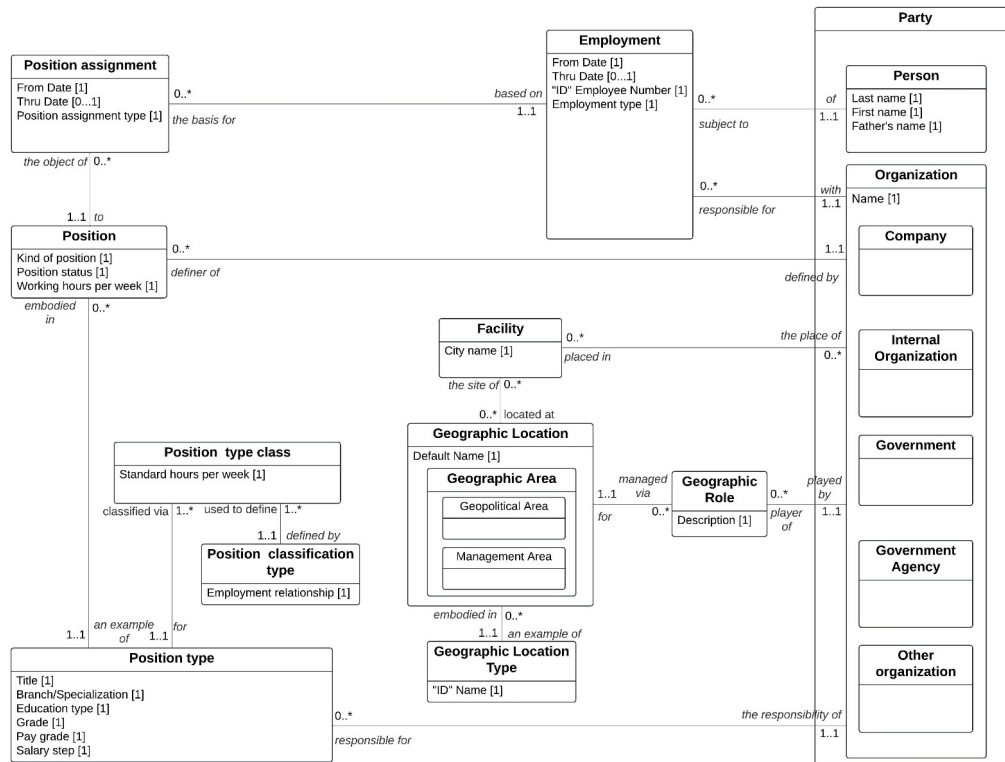 Party
Employment
From Date [1]
Thru Date [0...1]
"ID" Employee Number [1]
Employment type [1]
Position assignment
From Date [1]
Thru Date [0...1]
Position assignment type [1]
Person
Last name [1]
First name [1]
Father's name [1]
0..*
the basis for
based on
1..1
0..*
subject to
of
1..1
the object of
0..*
1..1
to
Organization
Name [1]
0..*
responsible for
with
1..1
Position
Kind of position [1]
Position status [1]
Working hours per week [1]
0..*
definer of
1..1
defined by
Company
embodied
in
0..*
Facility
City name [1]
0..*
placed in
the place of
0..*
Internal
Organization
the site of
0..*
0..*
located at
Geographic Location
Default Name [1]
Geographic Area
Geopolitical Area
Management Area
Position type class
Standard hours per week [1]
classified via
1..*
used to define
1..*
1..1
defined by
Position classification
type
Employment relationship [1]
1..1
for
managed
via
0..*
Geographic
Role
Description [1]
0..*
player
of
played
by
1..1
Government
Government
Agency
embodied in
0..*
1..1
an example of
Geographic Location
Type
"ID" Name [1]
1..1
an example
of
1..1
for
Position type
Title [1]
Branch/Specialization [1]
Education type [1]
Grade [1]
Pay grade [1]
Salary step [1]
0..*
responsible for
the responsibility of
1..1
Other
organization